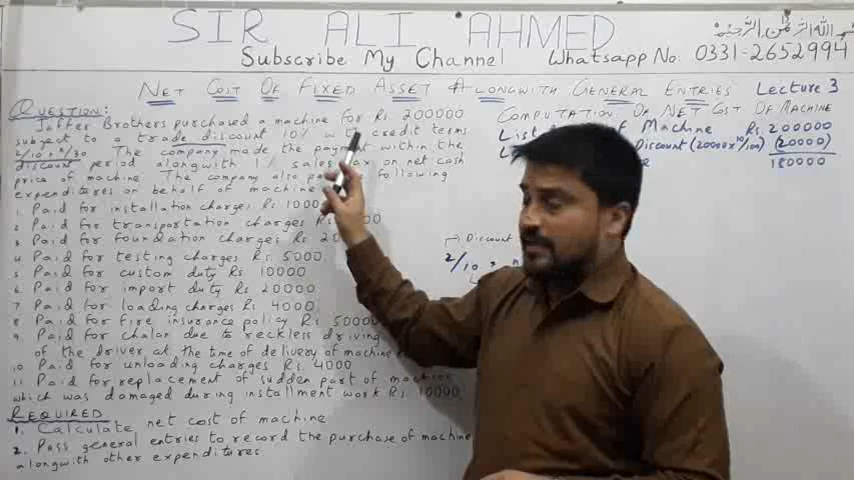 SIR ALI AHMED
Subscribe My Channel Whatsapp No: 0331-2652994
NET COST OF FIXED ASSET ALONGWITH GENERAL ENTRIES Lecture 3
QUESTION:
Jaffer Brothers purchased a machine for Rs. 200000
subject to a trade discount 10% with credit terms
2/10, n/30 The company made the payment within the
discount period alongwith 1% sales tax on net cash
price of machine. The company also following
expenditures on behalf of machine
1. Paid for installation charges Rs 1000
2. Paid for transportation charges Rs
3. Paid for foundation charges Rs 20
4 Paid for testing charges Rs 5000
5 Paid for custom duty Rs 10000
6 Paid for import duty Rs 20000
7 Paid for loading charges Rs 4000
8 Paid for fire insurance policy Rs 50000
9 Paid for chalan due to reckless driving
of the driver at the time of delivery of machine
10 Paid for unloading charges Rs. 4000
11 Paid for replacement of sudden part of machine
which was damaged during installment work Rs 10000
REQUIRED
1. Calculate net cost of machine
2. Pass general entries to record the purchase of machine
alongwith other expenditures
COMPUTATION OF NET COST OF MACHINE
List of Machine Rs. 200000
Discount (200000 x 10/100) (20000)
180000
Discount
2/10,